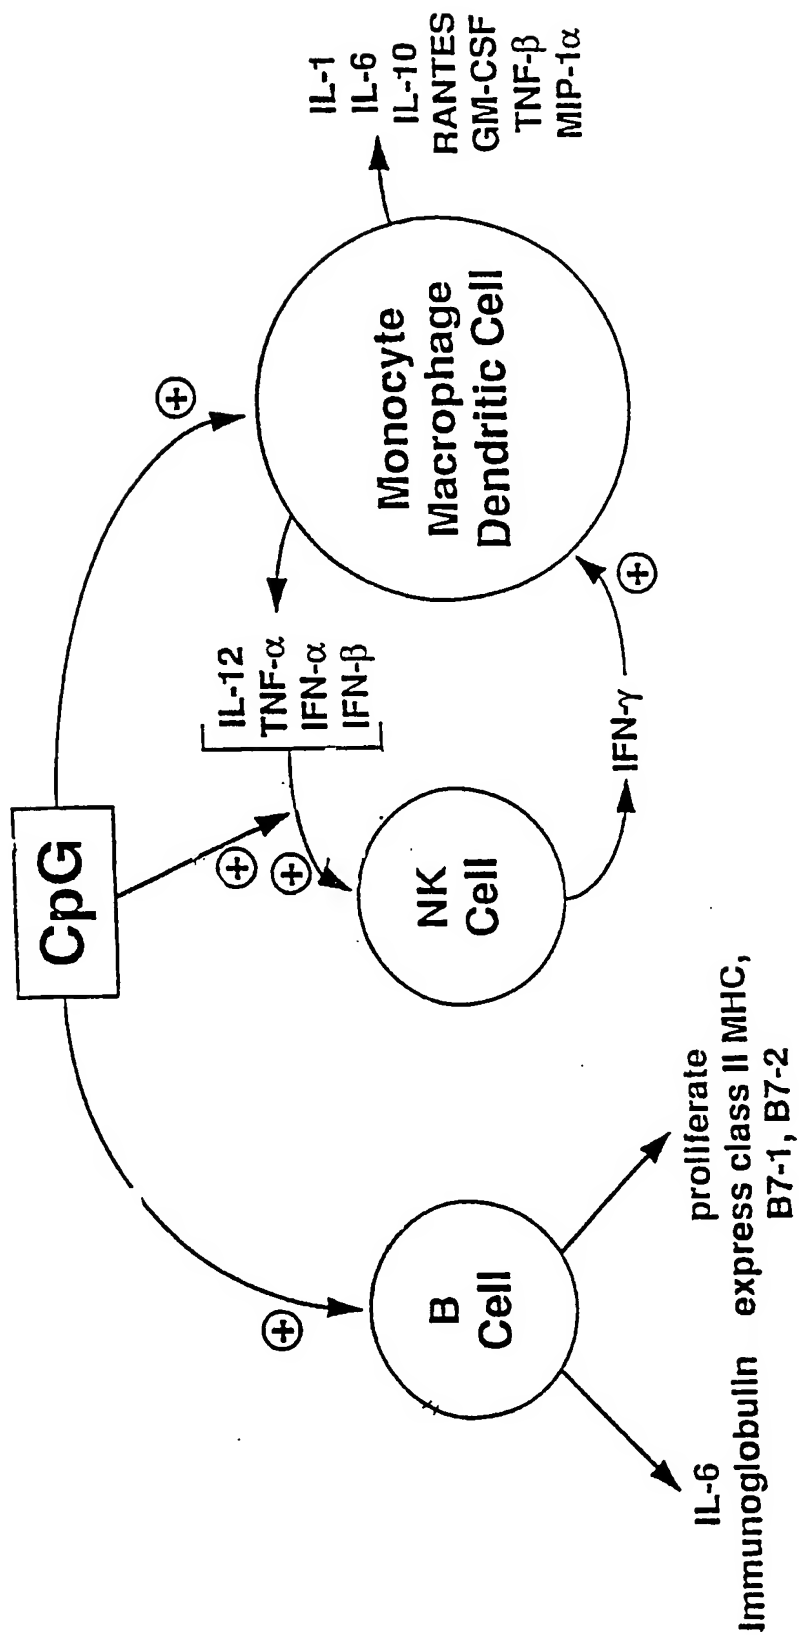 CpG
⊕
⊕
⊕
⊕
B
Cell
IL-6
Immunoglobulin
proliferate
express class II MHC,
B7-1, B7-2
NK
Cell
IL-12
TNF-α
IFN-α
IFN-β
IFN-γ
⊕
Monocyte
Macrophage
Dendritic Cell
IL-1
IL-6
IL-10
RANTES
GM-CSF
TNF-β
MIP-1α